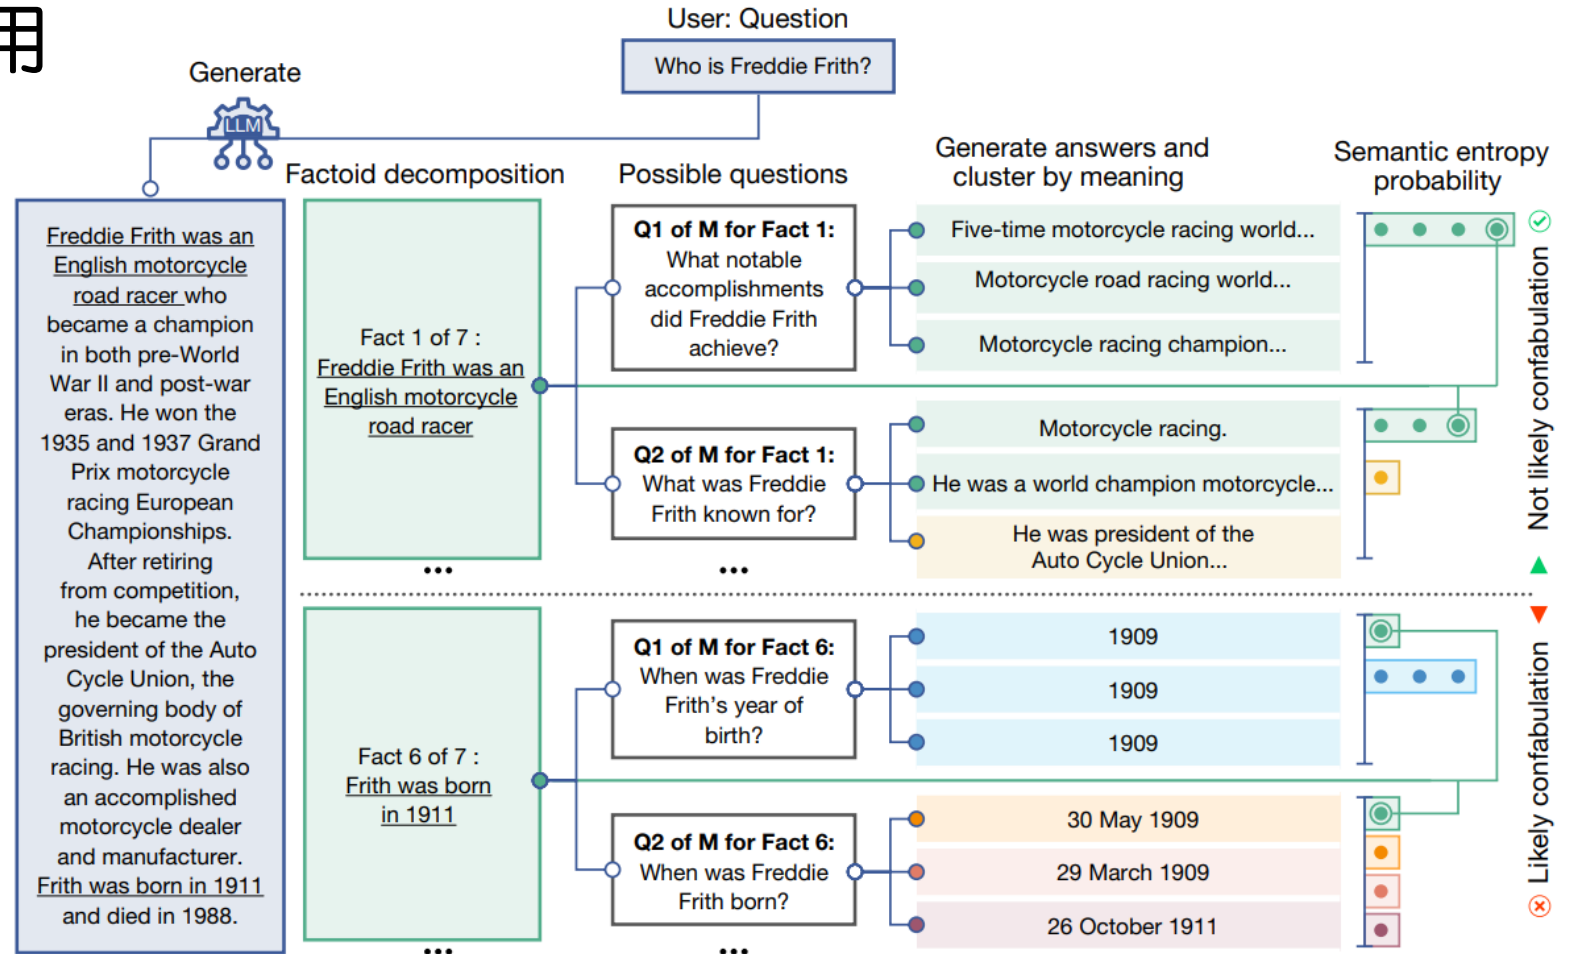 用
User: Question
Who is Freddie Frith?
Generate
LLM
Freddie Frith was an
English motorcycle
road racer who
became a champion
in both pre-World
War II and post-war
eras. He won the
1935 and 1937 Grand
Prix motorcycle
racing European
Championships.
After retiring
from competition,
he became the
president of the Auto
Cycle Union, the
governing body of
British motorcycle
racing. He was also
an accomplished
motorcycle dealer
and manufacturer.
Frith was born in 1911
and died in 1988.
Factoid decomposition
Fact 1 of 7 :
Freddie Frith was an
English motorcycle
road racer
•••
Possible questions
Q1 of M for Fact 1:
What notable
accomplishments
did Freddie Frith
achieve?
Q2 of M for Fact 1:
What was Freddie
Frith known for?
•••
Generate answers and
cluster by meaning
Five-time motorcycle racing world...
Motorcycle road racing world...
Motorcycle racing champion...
Motorcycle racing.
He was a world champion motorcycle...
He was president of the
Auto Cycle Union...
Semantic entropy
probability
Not likely confabulation
Fact 6 of 7 :
Frith was born
in 1911
•••
Q1 of M for Fact 6:
When was Freddie
Frith's year of
birth?
Q2 of M for Fact 6:
When was Freddie
Frith born?
•••
1909
1909
1909
30 May 1909
29 March 1909
26 October 1911
Likely confabulation